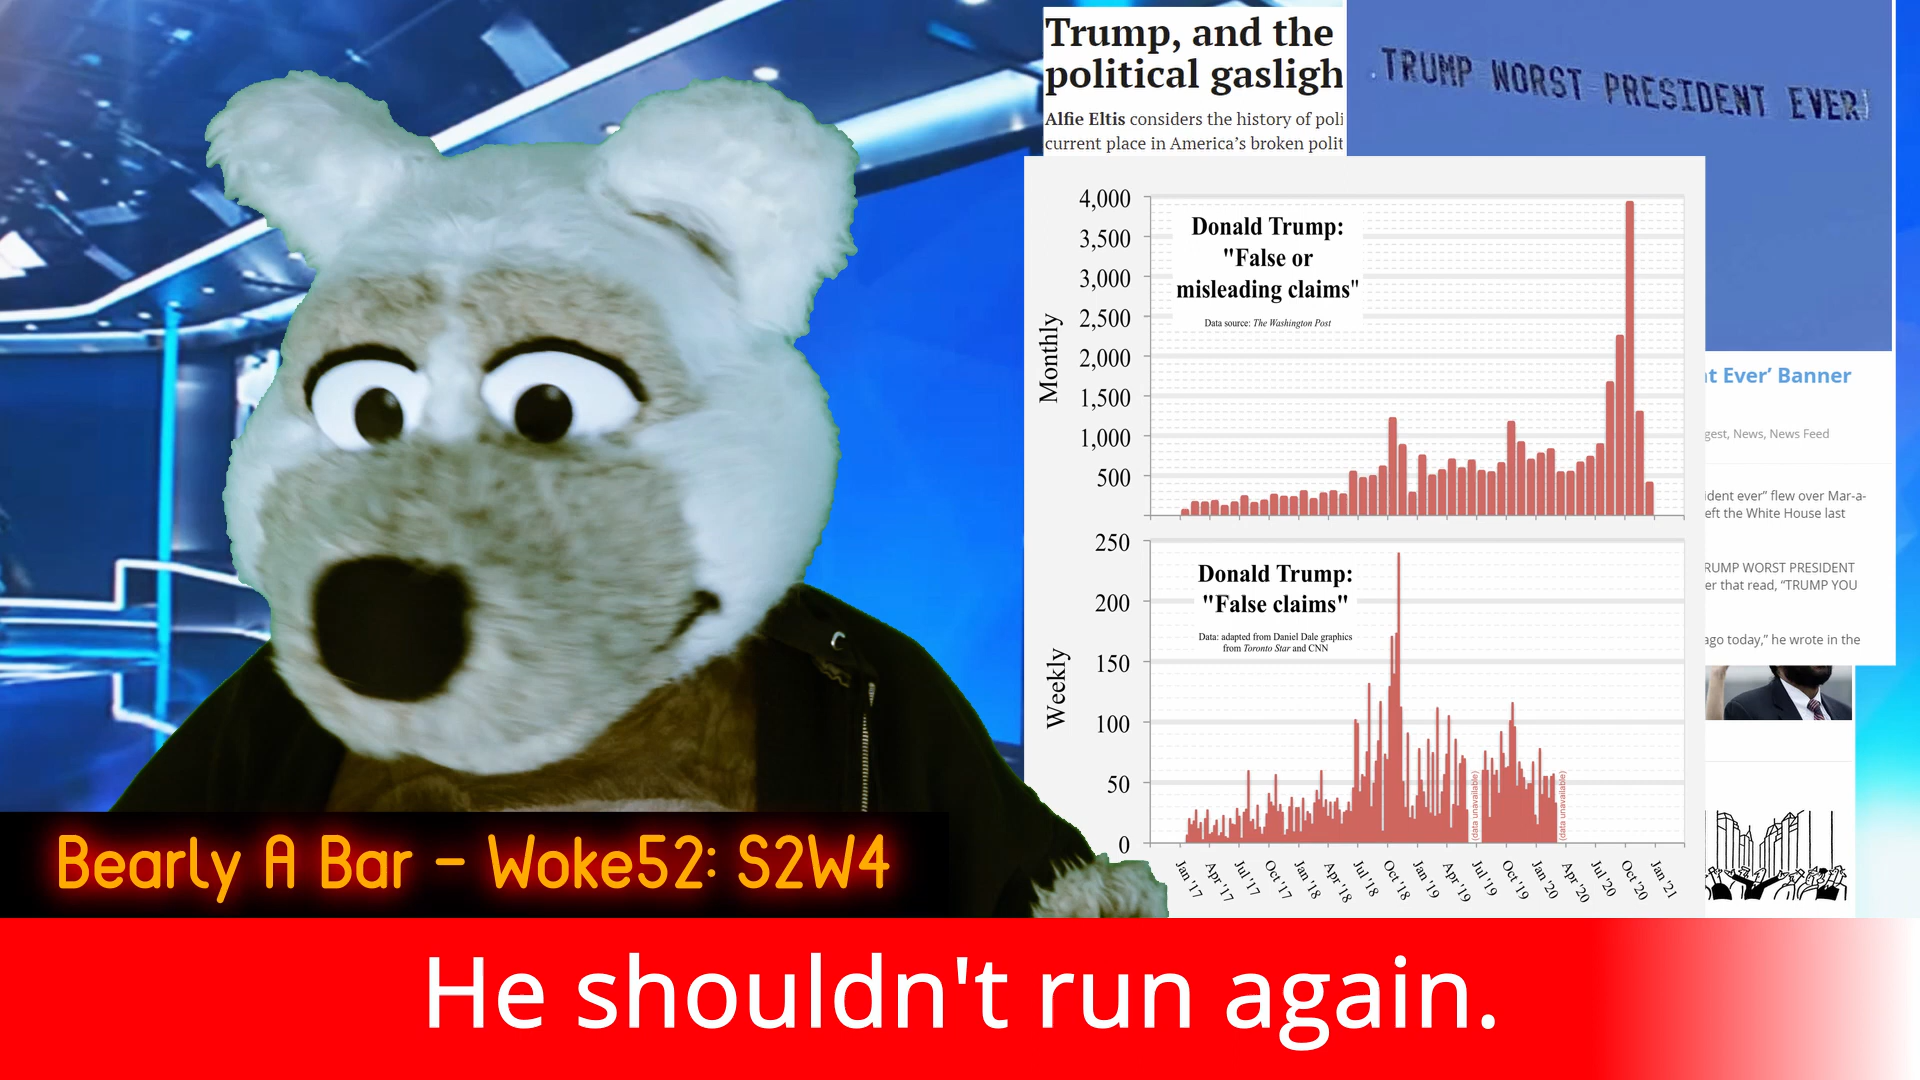 Trump, and the
political gasligh
Alfie Eltis considers the history of poli
current place in America's broken polit
TRUMP WORST PRESIDENT EVER
4,000
3,500
3,000
2,500
2,000
1,500
1,000
500
Monthly
Donald Trump:
"False or
misleading claims"
Data source: The Washington Post
t Ever' Banner
gest, News, News Feed
ident ever" flew over Mar-a-
eft the White House last
RUMP WORST PRESIDENT
er that read, "TRUMP YOU
ago today," he wrote in the
250
200
150
100
50
0
Weekly
Donald Trump:
"False claims"
Data: adapted from Daniel Dale graphics
from Toronto Star and CNN
(data unavailable)
(data unavailable)
Jan '17
Apr '17
Jul '17
Oct '17
Jan '18
Apr '18
Jul '18
Oct '18
Jan '19
Apr '19
Jul '19
Oct '19
Jan '20
Apr '20
Jul '20
Oct '20
Jan '21
Bearly A Bar - Woke52: S2W4
He shouldn't run again.